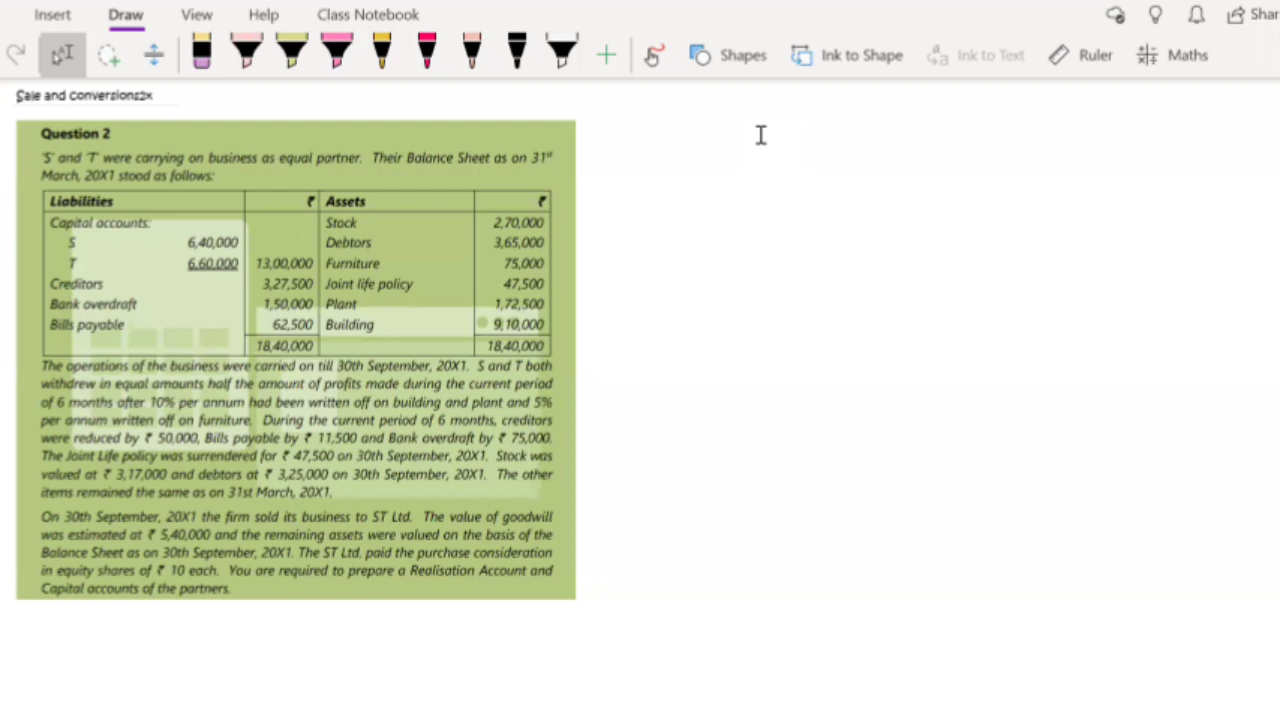 Insert Draw View Help Class Notebook Shar
Shapes Ink to Shape Ink to Text Ruler Maths
Sale and Conversions2x
Question 2
'S' and 'T' were carrying on business as equal partner. Their Balance Sheet as on 31st
March, 20X1 stood as follows:
Liabilities ₹ Assets ₹
Capital accounts: Stock 2,70,000
S 6,40,000 Debtors 3,65,000
T 6,60,000 13,00,000 Furniture 75,000
Creditors 3,27,500 Joint life policy 47,500
Bank overdraft 1,50,000 Plant 1,72,500
Bills payable 62,500 Building 9,10,000
18,40,000 18,40,000
The operations of the business were carried on till 30th September, 20X1. S and T both
withdrew in equal amounts half the amount of profits made during the current period
of 6 months after 10% per annum had been written off on building and plant and 5%
per annum written off on furniture. During the current period of 6 months, creditors
were reduced by ₹ 50,000, Bills payable by ₹ 11,500 and Bank overdraft by ₹ 75,000.
The Joint Life policy was surrendered for ₹ 47,500 on 30th September, 20X1. Stock was
valued at ₹ 3,17,000 and debtors at ₹ 3,25,000 on 30th September, 20X1. The other
items remained the same as on 31st March, 20X1.
On 30th September, 20X1 the firm sold its business to ST Ltd. The value of goodwill
was estimated at ₹ 5,40,000 and the remaining assets were valued on the basis of the
Balance Sheet as on 30th September, 20X1. The ST Ltd. paid the purchase consideration
in equity shares of ₹ 10 each. You are required to prepare a Realisation Account and
Capital accounts of the partners.